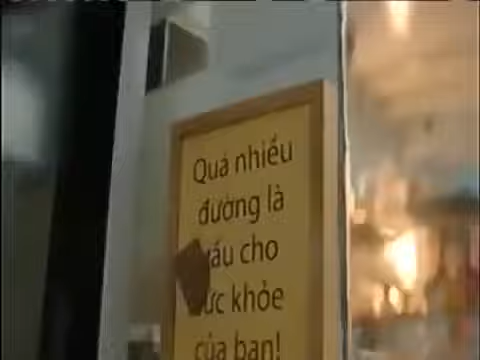 Quá nhiều
đường là
cho
khỏe
của bạn!